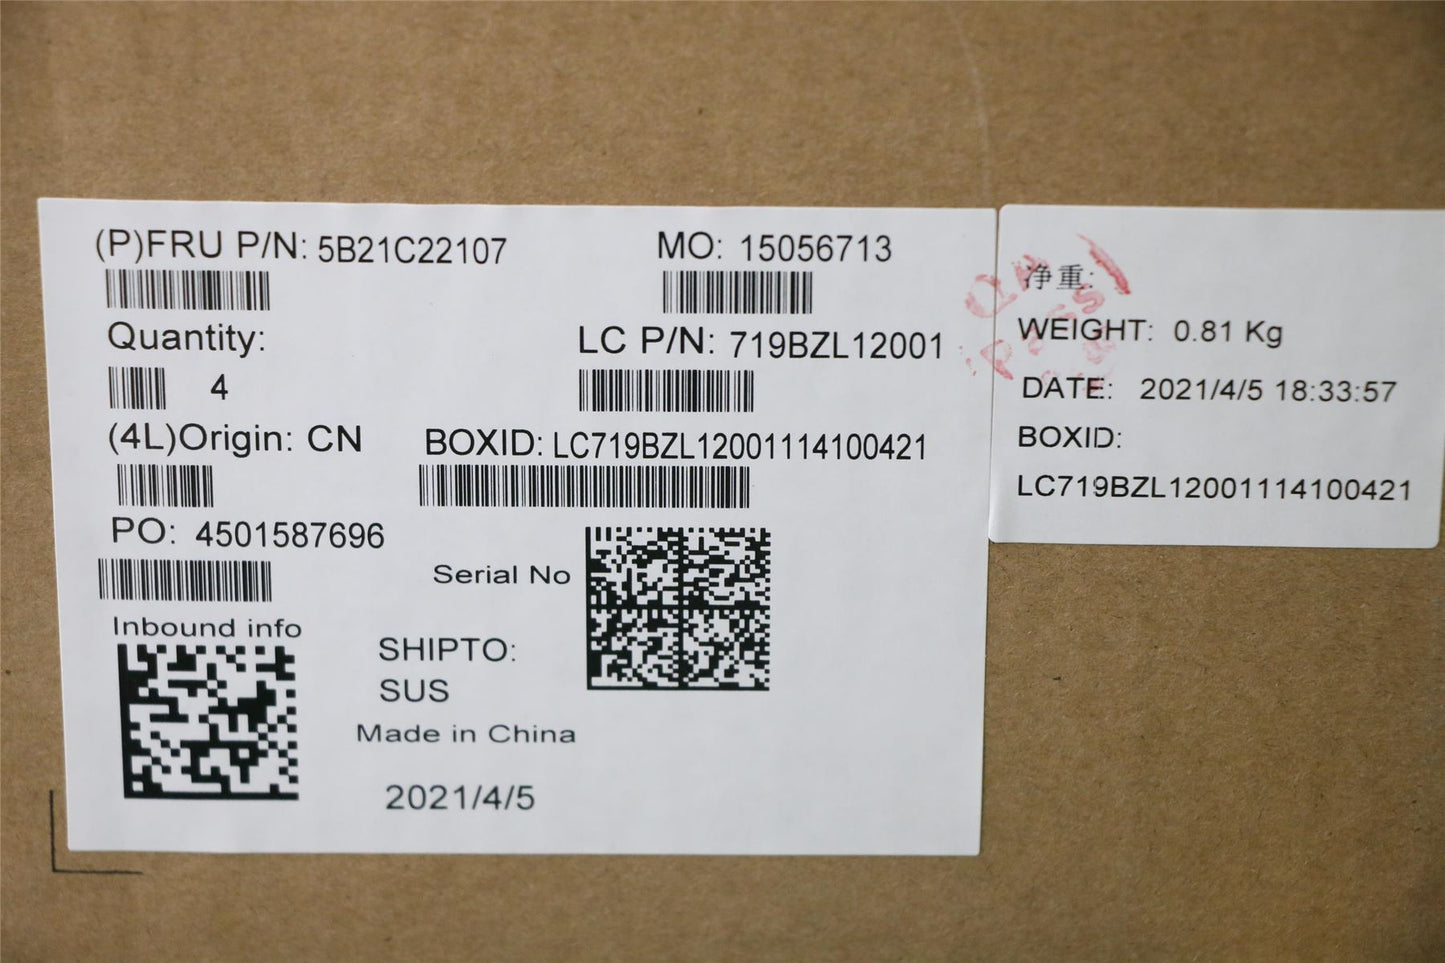 (P)FRU P/N: 5B21C22107
MO: 15056713
Quantity:
4
LC P/N: 719BZL12001
(4L)Origin: CN
BOXID: LC719BZL12001114100421
PO: 4501587696
Serial No
Inbound info
SHIPTO:
SUS
Made in China
2021/4/5
净重:
WEIGHT: 0.81 Kg
DATE: 2021/4/5 18:33:57
BOXID:
LC719BZL12001114100421